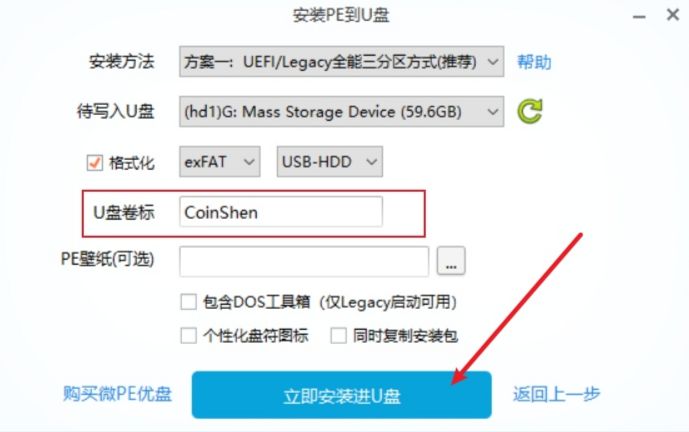 安装PE到U盘
安装方法 方案一：UEFI/Legacy全能三分区方式(推荐) 帮助
待写入U盘 (hd1)G: Mass Storage Device (59.6GB)
格式化 exFAT USB-HDD
U盘卷标 CoinShen
PE壁纸(可选) ...
包含DOS工具箱（仅Legacy启动可用）
个性化盘符图标 同时复制安装包
购买微PE优盘 立即安装进U盘 返回上一步